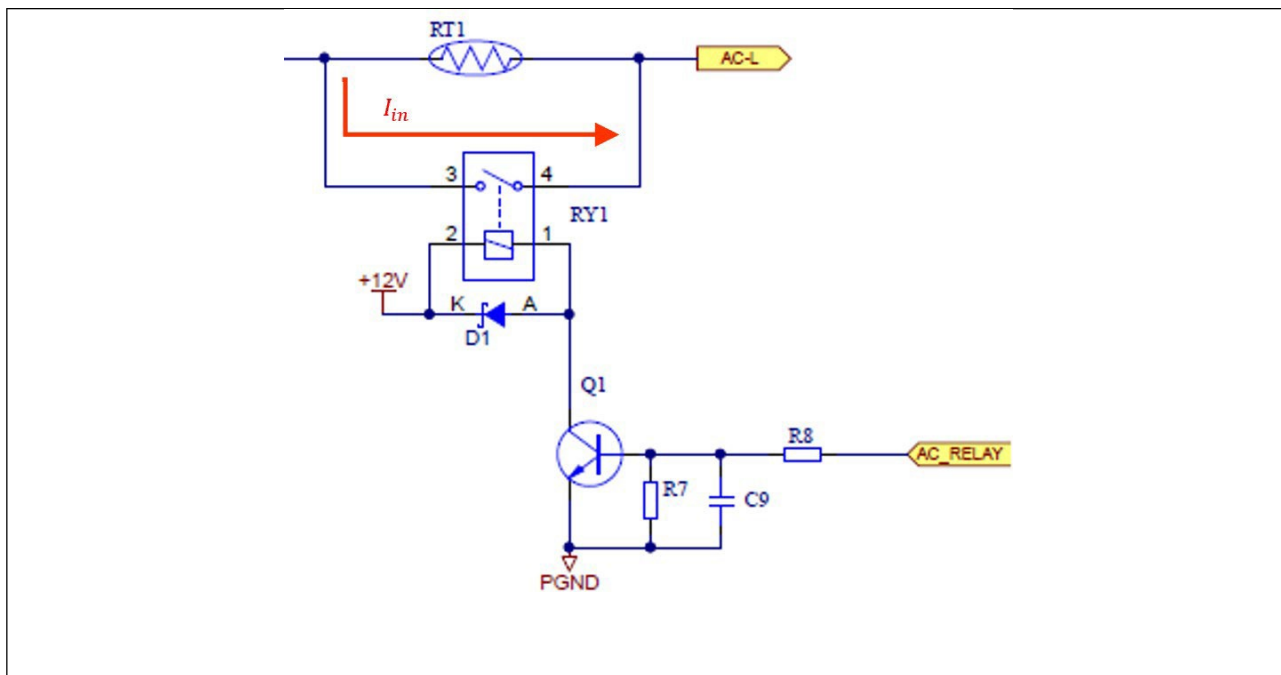 RT1
AC-L
I_in
3 4
RY1
2 1
+12V
K A
D1
Q1
R8
AC_RELAY
R7
C9
PGND